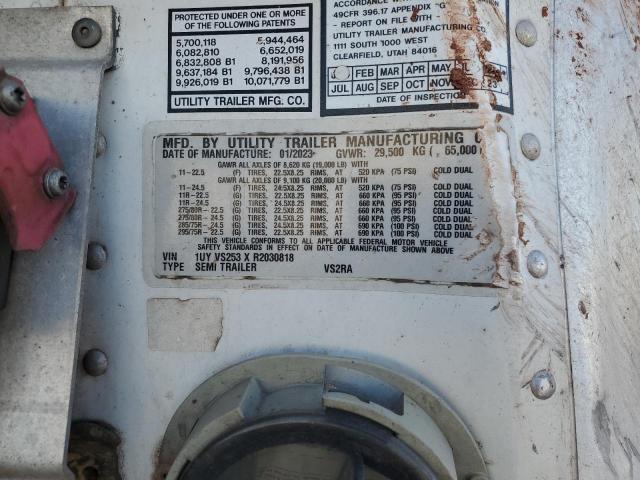 PROTECTED UNDER ONE OR MORE
OF THE FOLLOWING PATENTS
5,700,118 5,944,464
6,082,810 6,652,019
6,832,808 B1 8,191,956
9,637,184 B1 9,796,438 B1
9,926,019 B1 10,071,779 B1
UTILITY TRAILER MFG. CO.
49CFR 396.17 APPENDIX "G"
- REPORT ON FILE WITH
UTILITY TRAILER MANUFACTURING CO
1111 SOUTH 1000 WEST
CLEARFIELD, UTAH 84016
FEB MAR APR MAY
JUL AUG SEP OCT NOV 23
DATE OF INSPECTION
MFD. BY UTILITY TRAILER MANUFACTURING
DATE OF MANUFACTURE: 01/2023 GVWR: 29,500 KG ( 65,000
GAWR ALL AXLES OF 8,620 KG (19,000 LB) WITH
11-22.5 (F) TIRES, 22.5X8.25 RIMS, AT 520 KPA (75 PSI) COLD DUAL
GAWR ALL AXLES OF 9,100 KG (20,000 LB) WITH
11-24.5 (F) TIRES, 24.5X8.25 RIMS, AT 520 KPA (75 PSI) COLD DUAL
11R-22.5 (G) TIRES, 22.5X8.25 RIMS, AT 660 KPA (95 PSI) COLD DUAL
11R-24.5 (G) TIRES, 24.5X8.25 RIMS, AT 660 KPA (95 PSI) COLD DUAL
275/80R-22.5 (G) TIRES, 22.5X8.25 RIMS, AT 660 KPA (95 PSI) COLD DUAL
275/80R-24.5 (G) TIRES, 24.5X8.25 RIMS, AT 660 KPA (95 PSI) COLD DUAL
285/75R-24.5 (G) TIRES, 24.5X8.25 RIMS, AT 690 KPA (100 PSI) COLD DUAL
295/75R-22.5 (G) TIRES, 22.5X8.25 RIMS, AT 690 KPA (100 PSI) COLD DUAL
THIS VEHICLE CONFORMS TO ALL APPLICABLE FEDERAL MOTOR VEHICLE
SAFETY STANDARDS IN EFFECT ON DATE OF MANUFACTURE SHOWN ABOVE
VIN 1UY VS253 X R2030818
TYPE SEMI TRAILER VS2RA